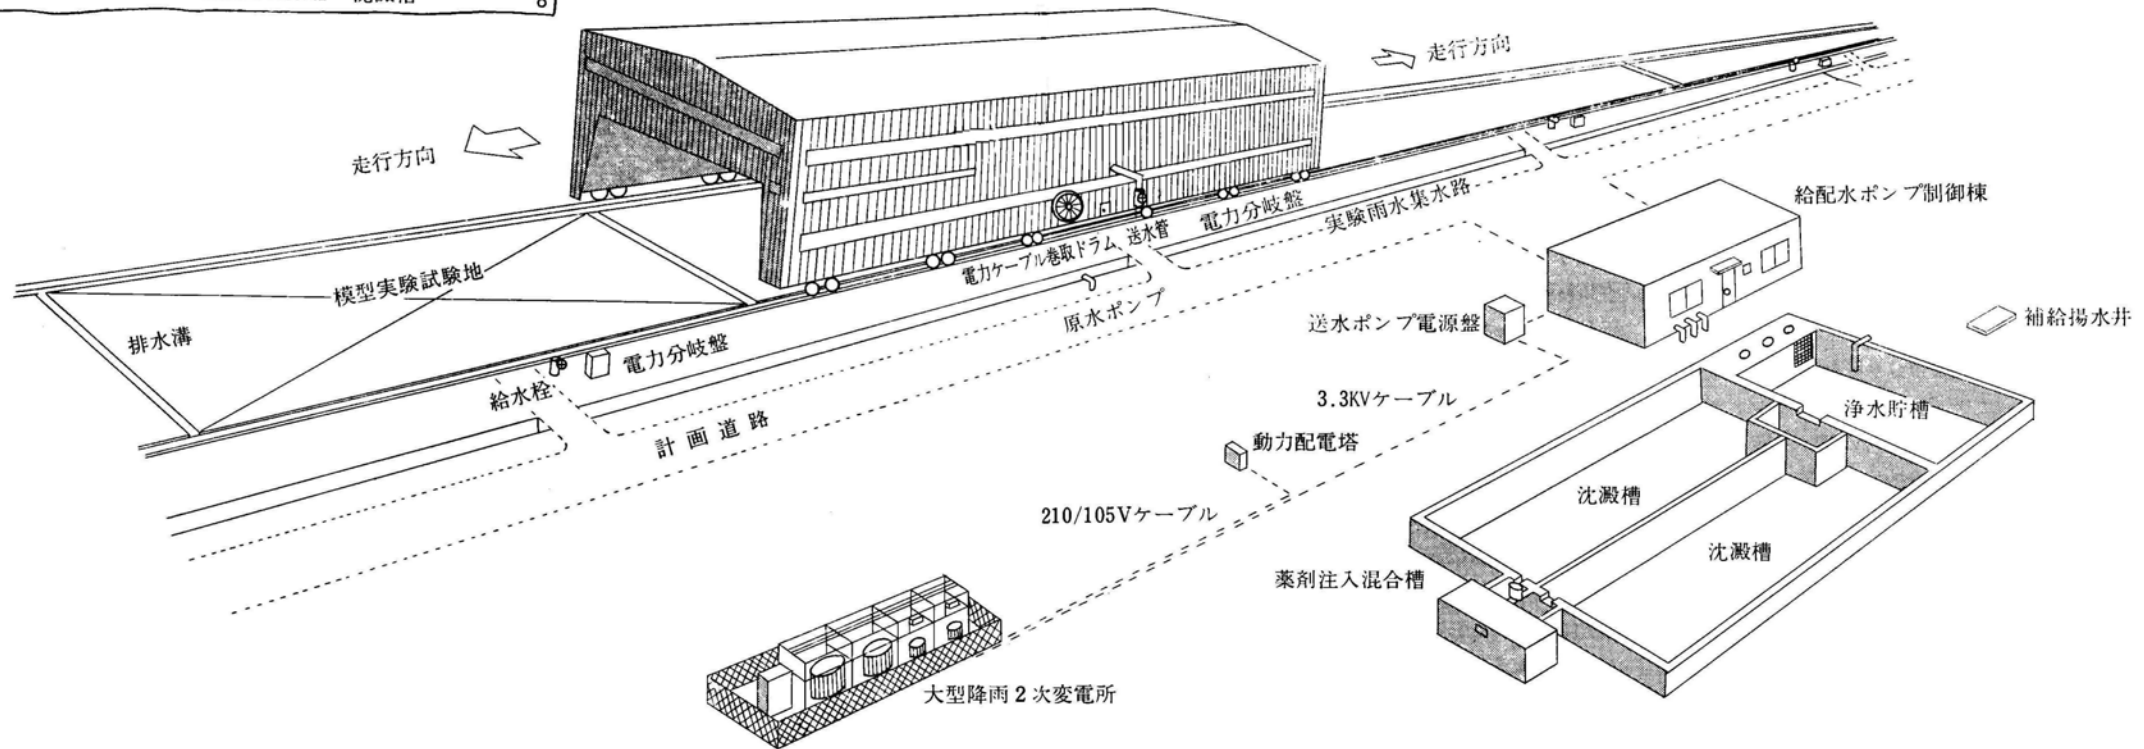 走行方向
走行方向
模型実験試験地
排水溝
給水栓
電力分岐盤
電力ケーブル巻取ドラム
送水管
電力分岐盤
実験雨水集水路
原水ポンプ
計画道路
給配水ポンプ制御棟
送水ポンプ電源盤
補給揚水井
3.3KVケーブル
浄水貯槽
動力配電塔
沈澱槽
210/105Vケーブル
沈澱槽
薬剤注入混合槽
大型降雨2次変電所